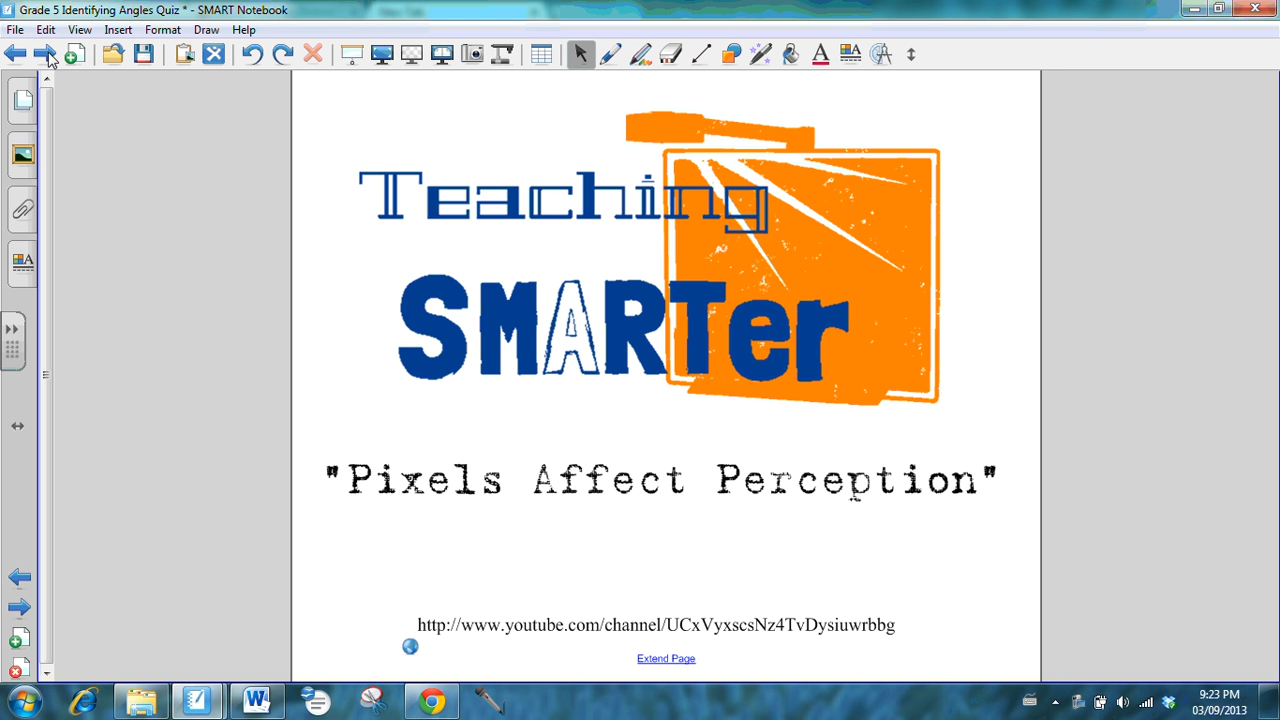 Grade 5 Identifying Angles Quiz * - SMART Notebook
File Edit View Insert Format Draw Help
Teaching
SMARTer
"Pixels Affect Perception"
http://www.youtube.com/channel/UCxVyxscsNz4TvDysiuwrbbg
Extend Page
9:23 PM
03/09/2013